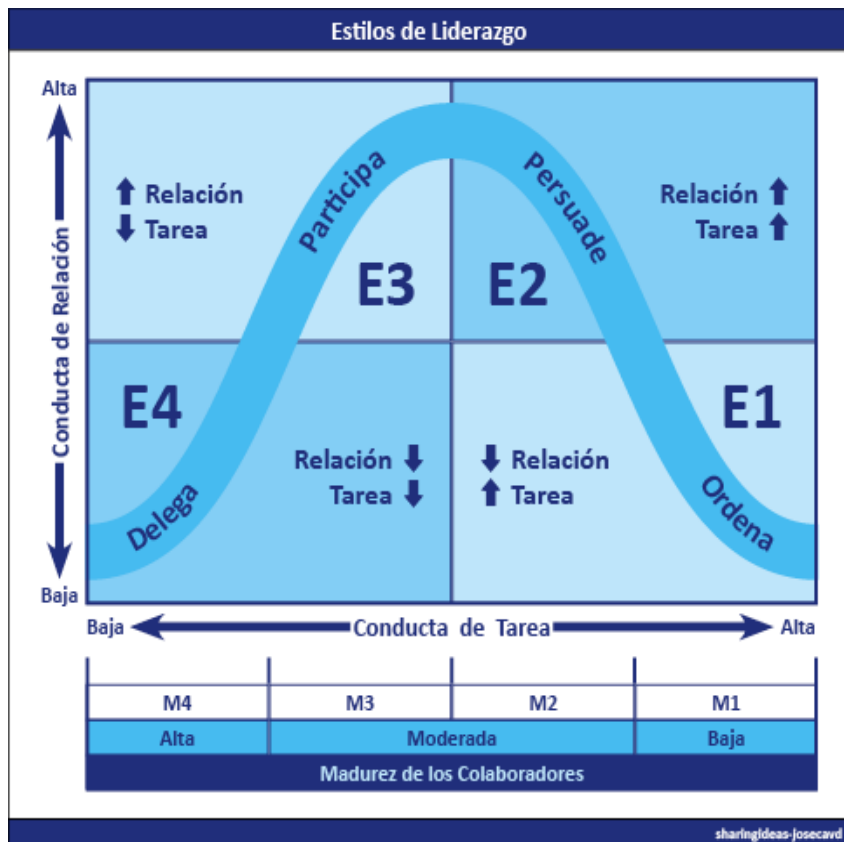 Estilos de Liderazgo
Alta
Conducta de Relación
Baja
Relación
Tarea
Participa
E3
Persuade
E2
Relación
Tarea
E4
Delega
Relación
Tarea
Relación
Tarea
E1
Ordena
Baja
Conducta de Tarea
Alta
M4 M3 M2 M1
Alta Moderada Baja
Madurez de los Colaboradores
sharingideas-josecavd